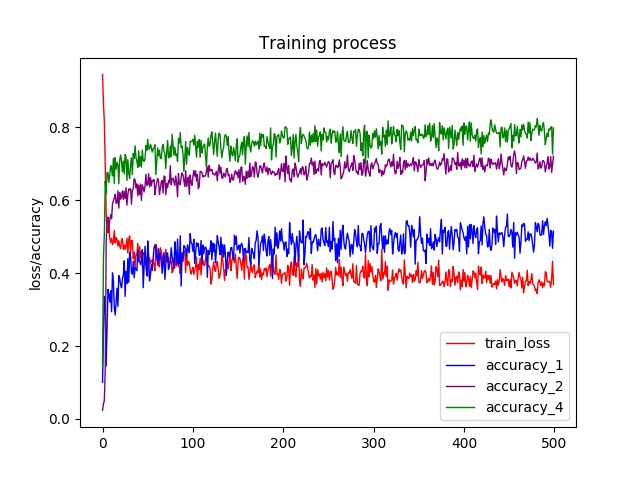 Training process
loss/accuracy
0.8
0.6
0.4
0.2
0.0
0 100 200 300 400 500
train_loss
accuracy_1
accuracy_2
accuracy_4